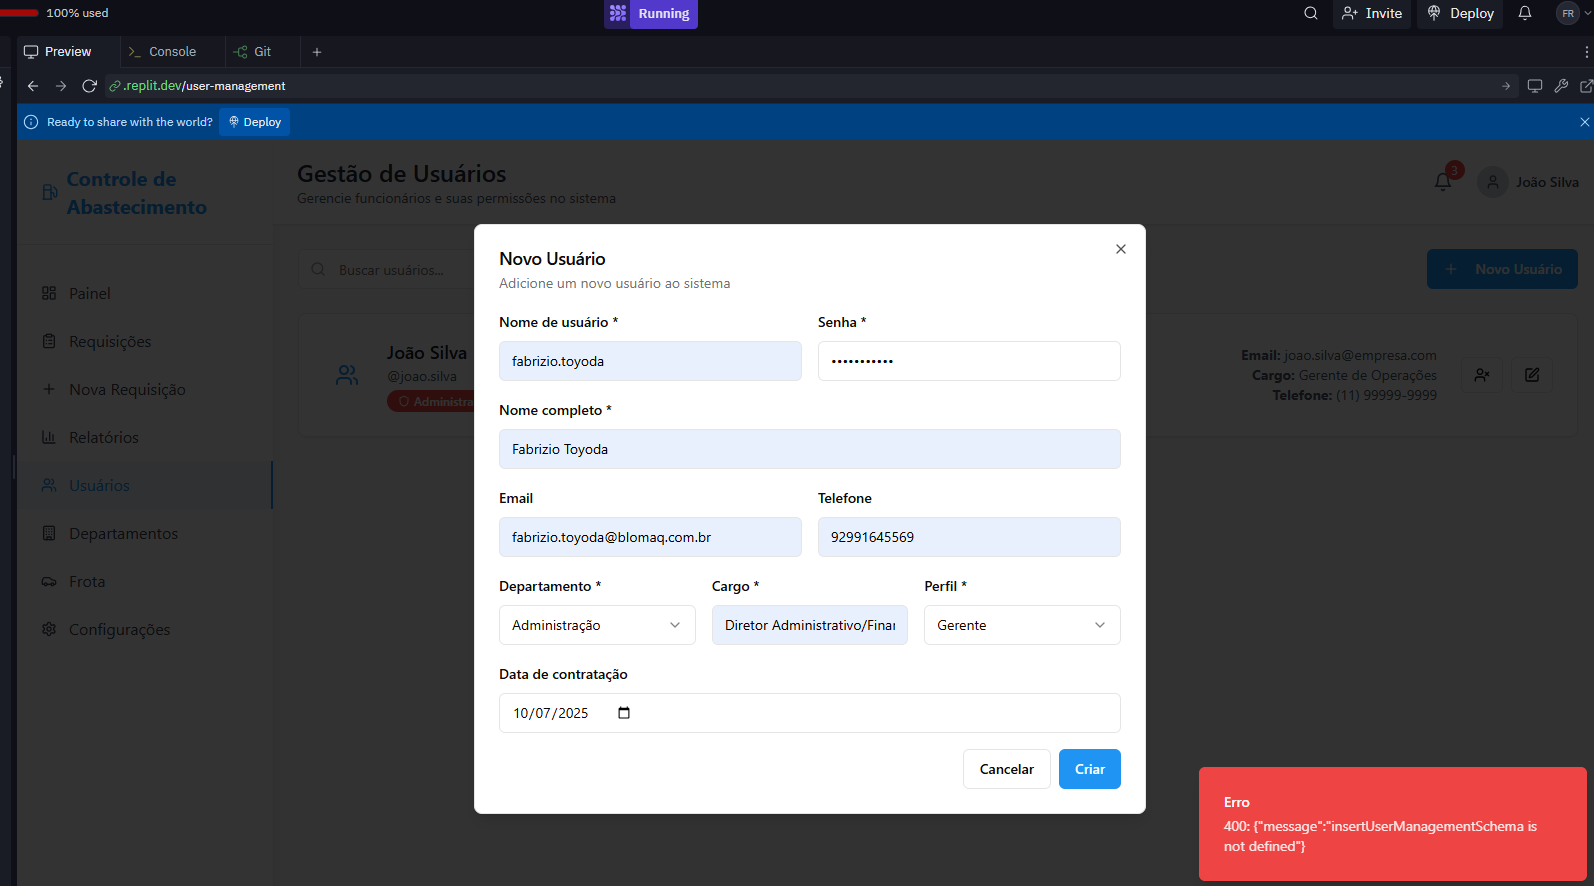 100% used
Running
Invite
Deploy
FR
Preview
Console
Git
.replit.dev/user-management
Ready to share with the world?
Deploy
Controle de
Abastecimento
Gestão de Usuários
Gerencie funcionários e suas permissões no sistema
3
João Silva
Painel
Requisições
Nova Requisição
Relatórios
Usuários
Departamentos
Frota
Configurações
Buscar usuários...
Novo Usuário
João Silva
@joao.silva
Administra
Email: joao.silva@empresa.com
Cargo: Gerente de Operações
Telefone: (11) 99999-9999
Novo Usuário
Adicione um novo usuário ao sistema
Nome de usuário *
Senha *
fabrizio.toyoda
•••••••••••
Nome completo *
Fabrizio Toyoda
Email
Telefone
fabrizio.toyoda@blomaq.com.br
92991645569
Departamento *
Cargo *
Perfil *
Administração
Diretor Administrativo/Finan
Gerente
Data de contratação
10/07/2025
Cancelar
Criar
Erro
400: {"message":"insertUserManagementSchema is
not defined"}